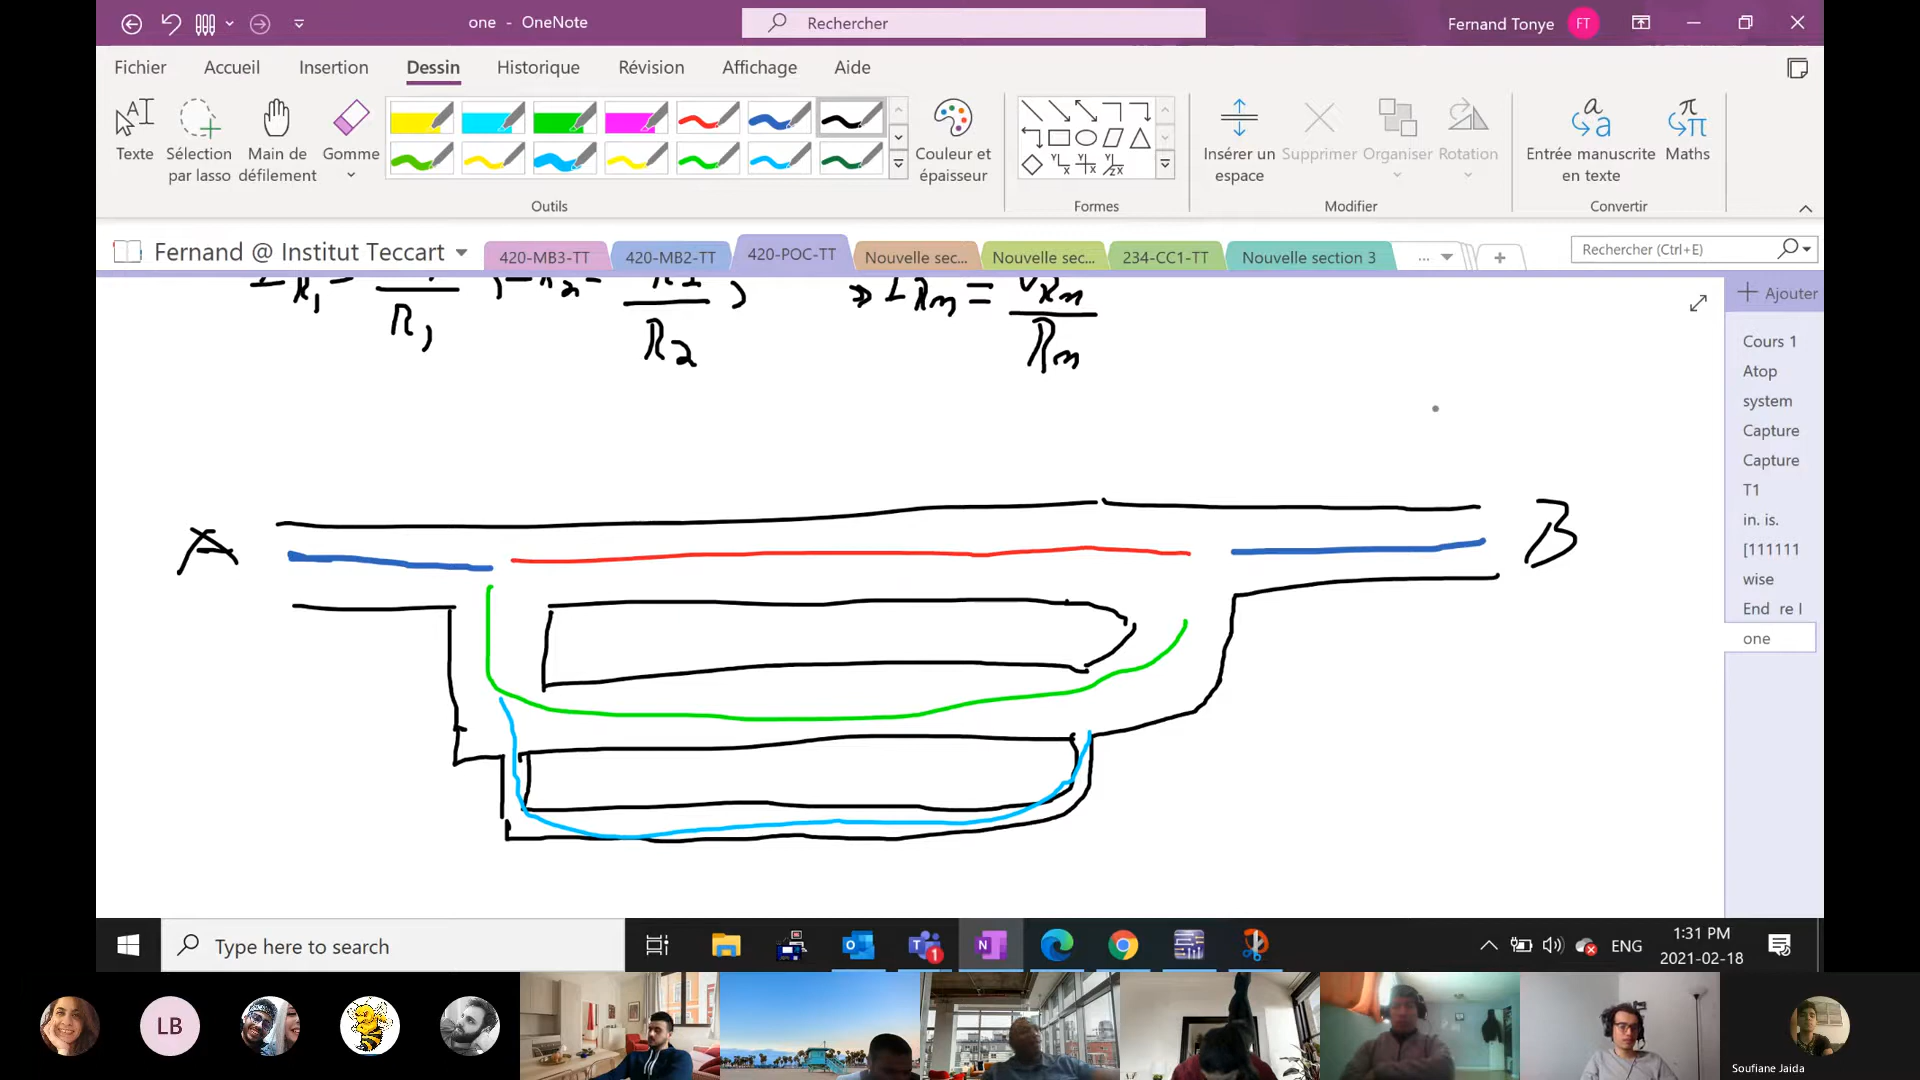 one - OneNote
Rechercher
Fernand Tonye
FT
Fichier
Accueil
Insertion
Dessin
Historique
Révision
Affichage
Aide
Texte
Sélection par lasso
Main de défilement
Gomme
Couleur et épaisseur
Insérer un espace
Supprimer
Organiser
Rotation
Entrée manuscrite en texte
Maths
Outils
Formes
Modifier
Convertir
Fernand @ Institut Teccart
420-MB3-TT
420-MB2-TT
420-POC-TT
Nouvelle sec...
Nouvelle sec...
234-CC1-TT
Nouvelle section 3
...
Rechercher (Ctrl+E)
Ajouter
Cours 1
Atop
system
Capture
Capture
T1
in. is.
[111111
wise
End re l
one
R1
R2
Rn
A
B
Type here to search
1
ENG
1:31 PM
2021-02-18
LB
Soufiane Jaida